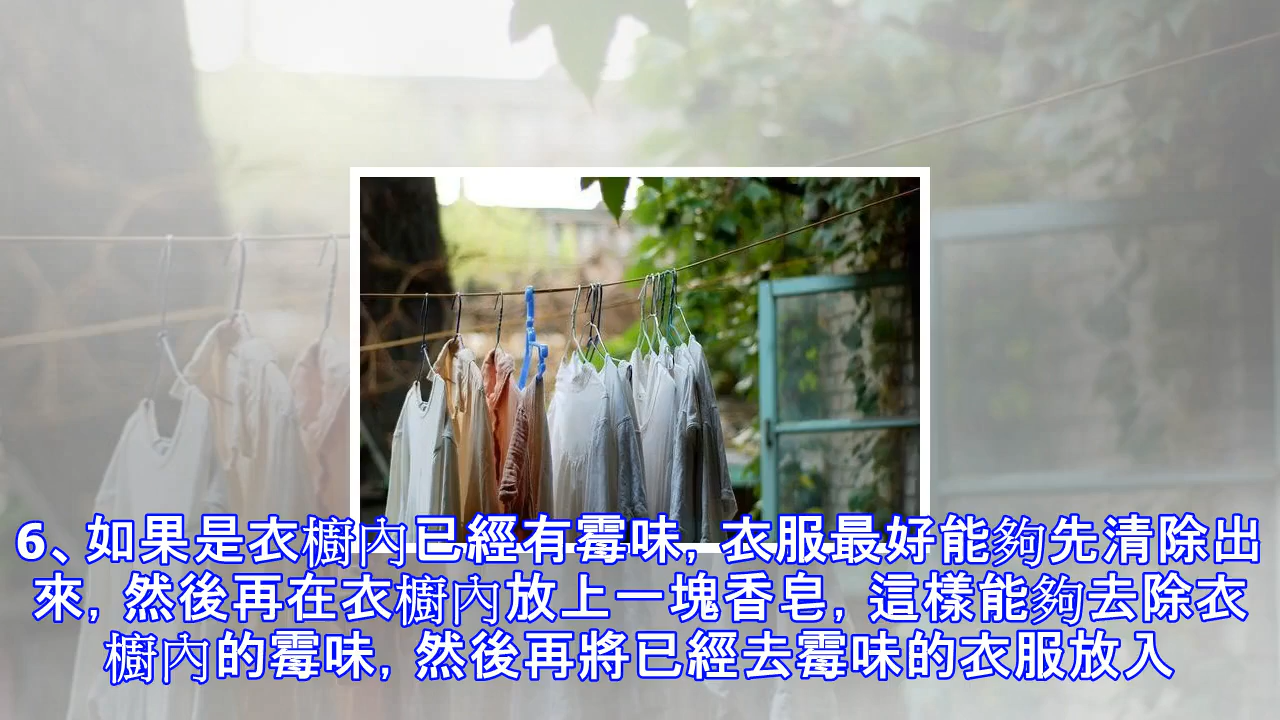 6、如果是衣櫥內已經有霉味，衣服最好能夠先清除出
來，然後再在衣櫥內放上一塊香皂，這樣能夠去除衣
櫥內的霉味，然後再將已經去霉味的衣服放入